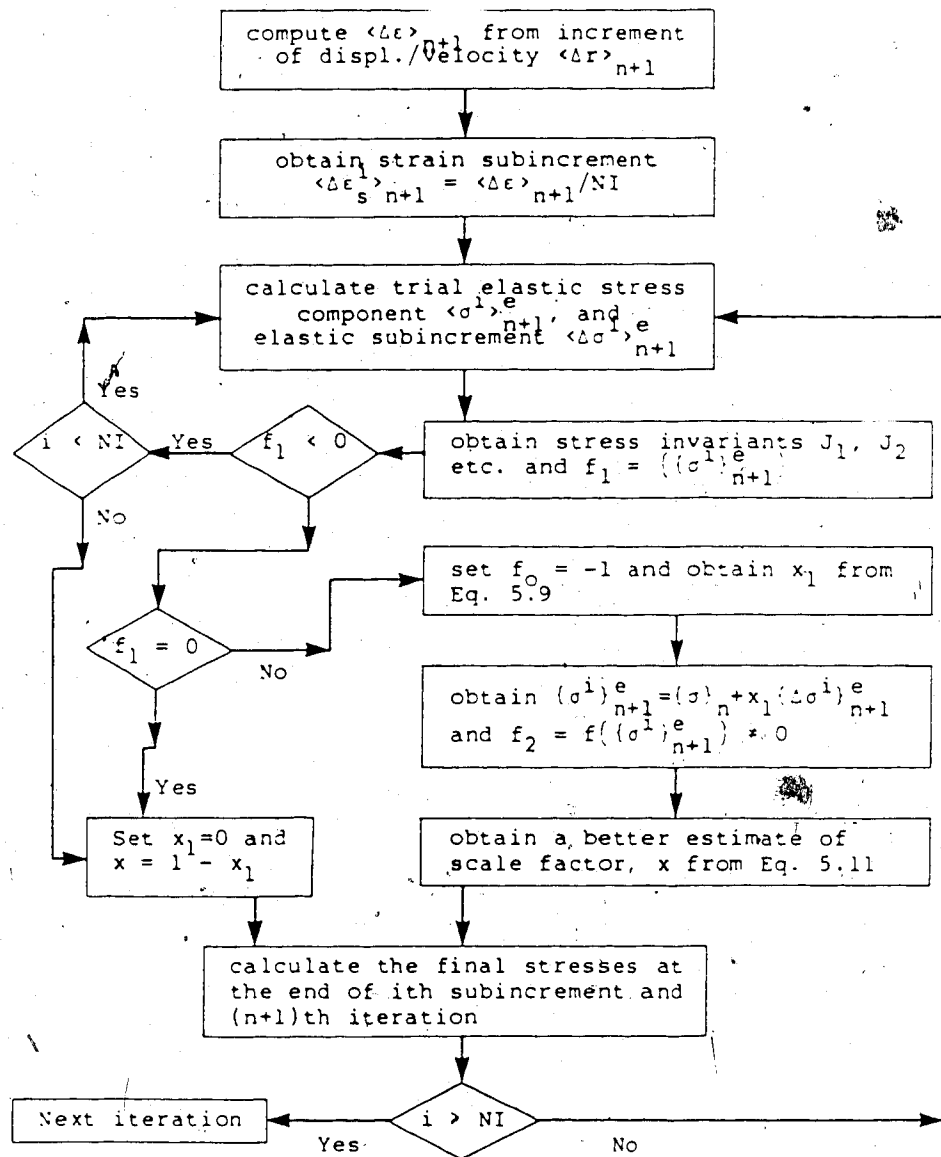 compute ‹Δε›n+1 from increment
of displ./Velocity ‹Δr›n+1
obtain strain subincrement
‹Δε^i_s›n+1 = ‹Δε›n+1/NI
calculate trial elastic stress
component ‹σ^i›^e_n+1, and
elastic subincrement ‹Δσ^i›^e_n+1
Yes
i < NI
Yes
f1 < 0
obtain stress invariants J1, J2
etc. and f1 = ({σ^i}^e_n+1)
No
set fo = -1 and obtain x1 from
Eq. 5.9
f1 = 0
No
obtain {σ^i}^e_n+1={σ}n+x1{Δσ^i}^e_n+1
and f2 = f({σ^i}^e_n+1) ≠ 0
Yes
Set x1=0 and
x = 1 - x1
obtain a better estimate of
scale factor, x from Eq. 5.11
calculate the final stresses at
the end of ith subincrement and
(n+1)th iteration
Next iteration
Yes
i > NI
No